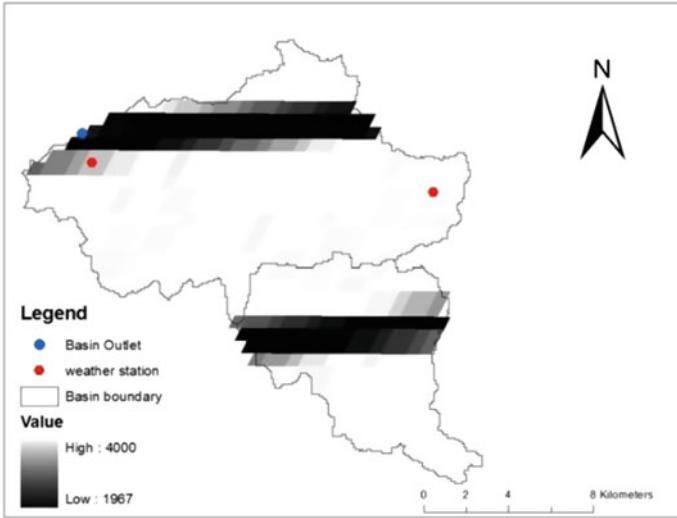 N
Legend
Basin Outlet
weather station
Basin boundary
Value
High : 4000
Low : 1967
0 2 4 8 Kilometers